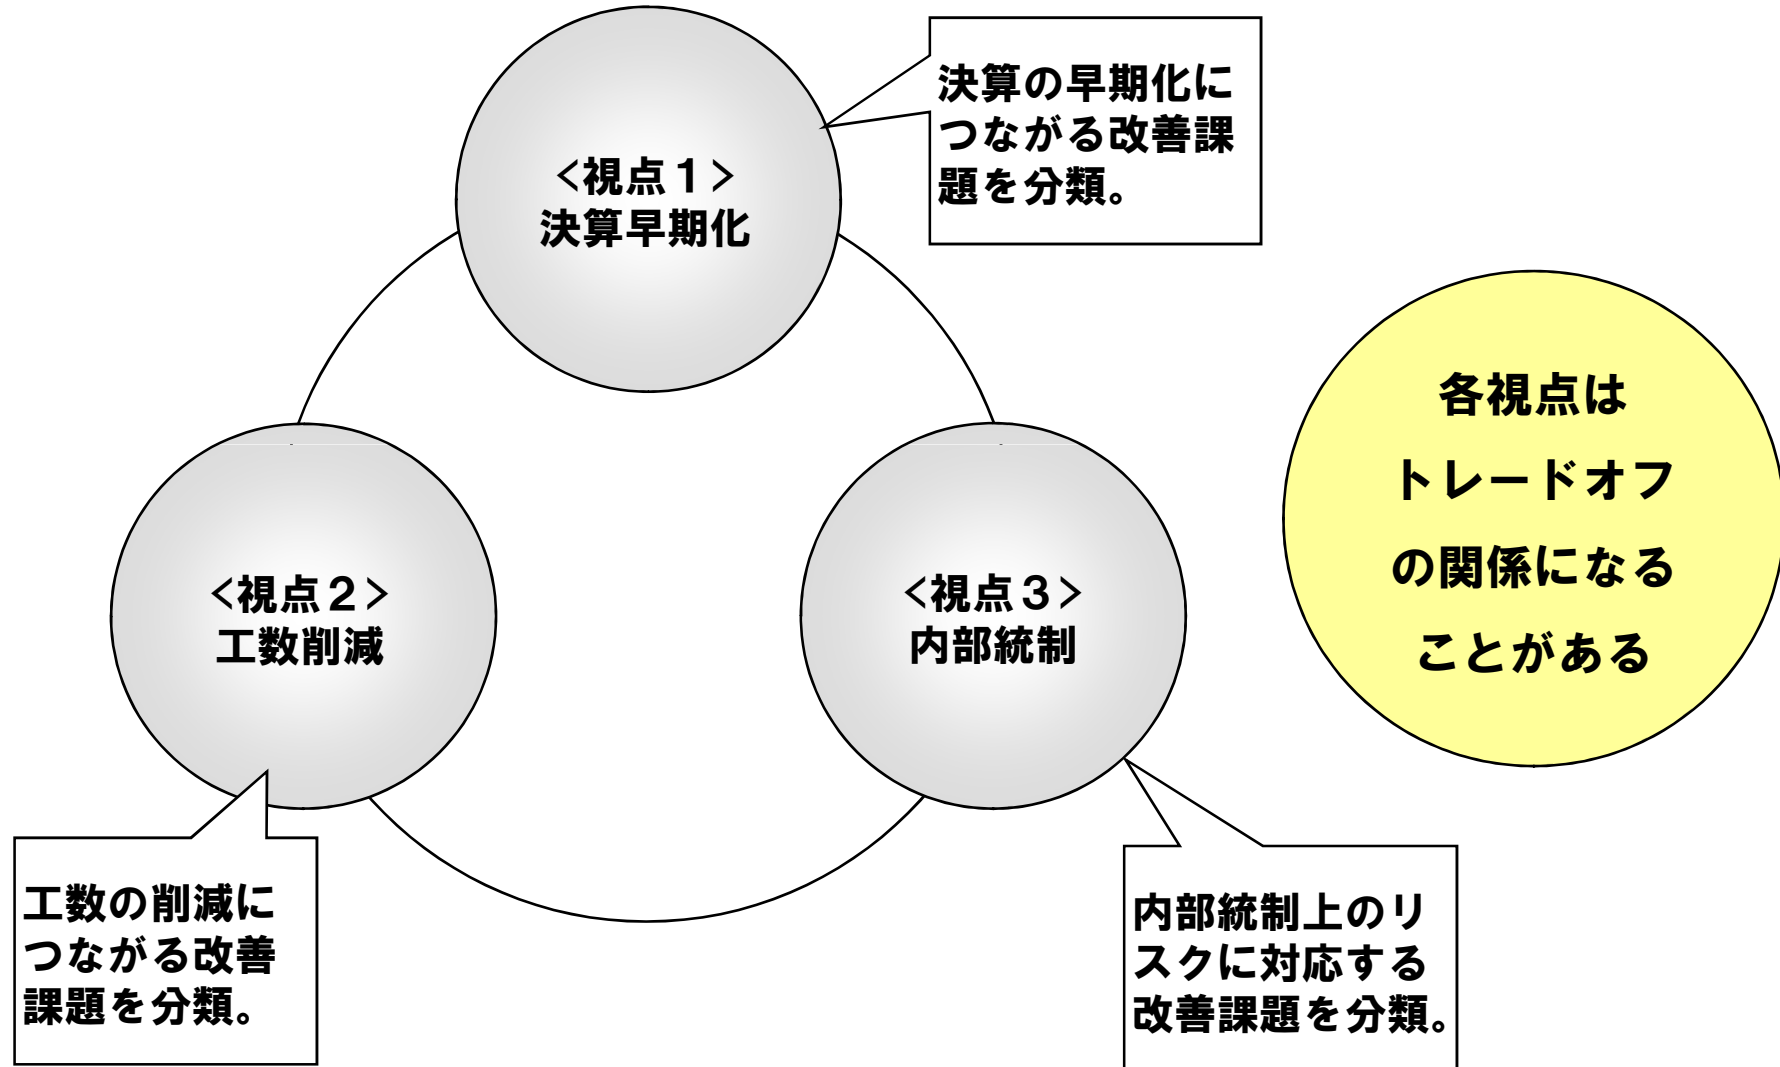 <視点１>
決算早期化
決算の早期化に
つながる改善課
題を分類。
<視点２>
工数削減
工数の削減に
つながる改善
課題を分類。
<視点３>
内部統制
内部統制上のリ
スクに対応する
改善課題を分類。
各視点は
トレードオフ
の関係になる
ことがある